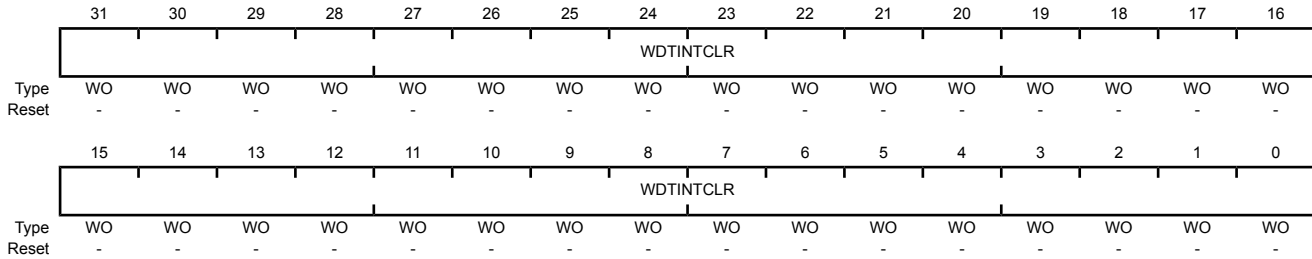 31 30 29 28 27 26 25 24 23 22 21 20 19 18 17 16
WDTINTCLR
Type WO WO WO WO WO WO WO WO WO WO WO WO WO WO WO WO
Reset - - - - - - - - - - - - - - - -
15 14 13 12 11 10 9 8 7 6 5 4 3 2 1 0
WDTINTCLR
Type WO WO WO WO WO WO WO WO WO WO WO WO WO WO WO WO
Reset - - - - - - - - - - - - - - - -